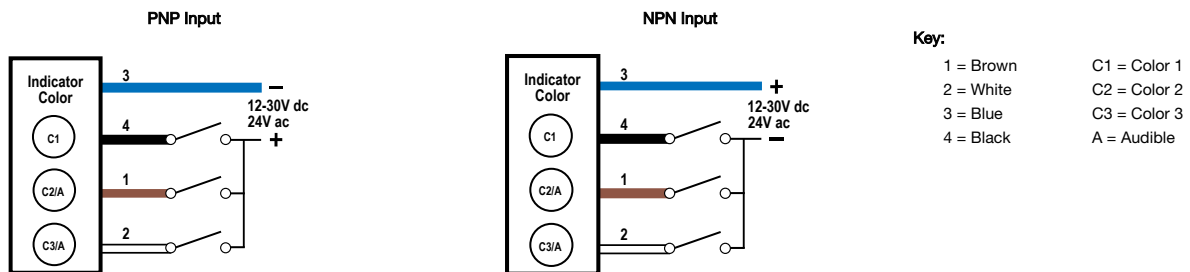 PNP Input
Indicator
Color
3
−
12-30V dc
24V ac
+
C1
4
C2/A
1
C3/A
2
NPN Input
Indicator
Color
3
+
12-30V dc
24V ac
−
C1
4
C2/A
1
C3/A
2
Key:
1 = Brown C1 = Color 1
2 = White C2 = Color 2
3 = Blue C3 = Color 3
4 = Black A = Audible